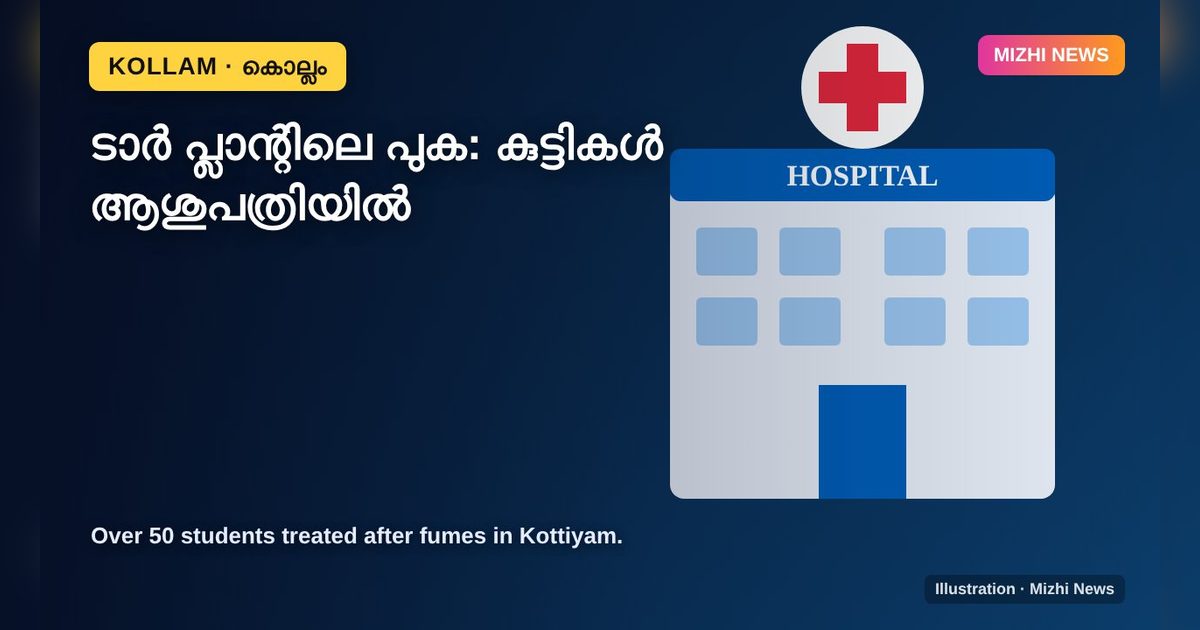 KOLLAM · കൊല്ലം
MIZHI NEWS
ടാർ പ്ലാന്റിലെ പുക: കുട്ടികൾ
ആശുപത്രിയിൽ
HOSPITAL
Over 50 students treated after fumes in Kottiyam.
Illustration · Mizhi News